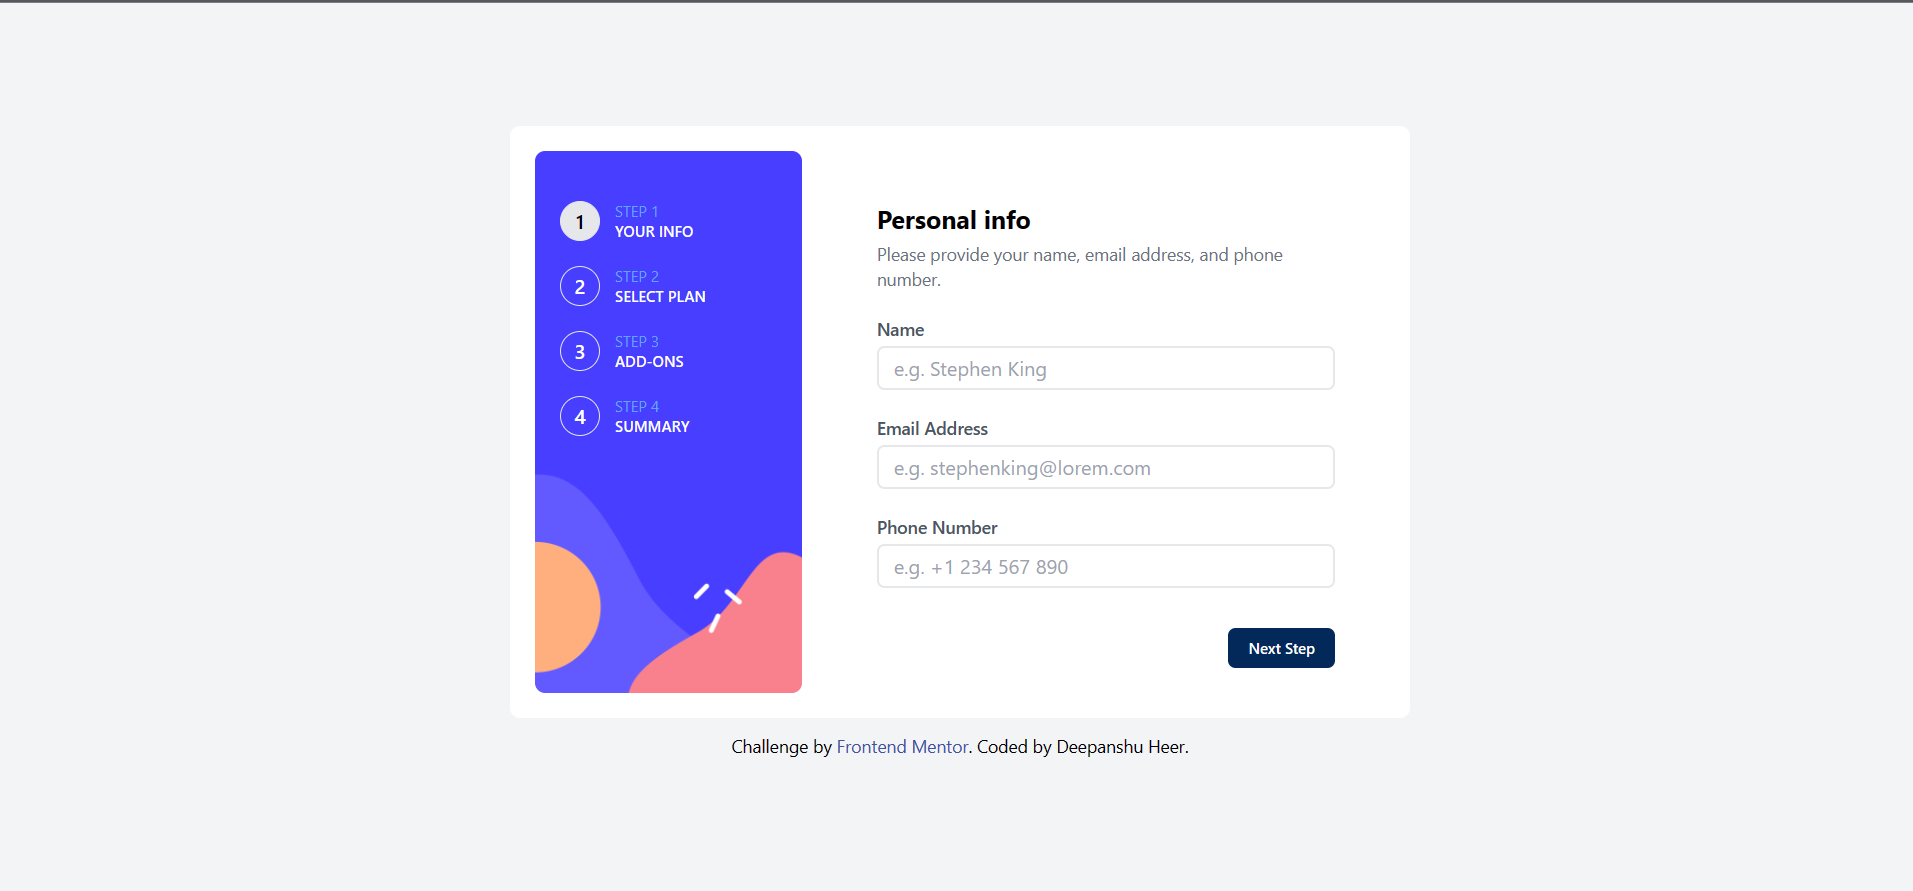 1
STEP 1
YOUR INFO
2
STEP 2
SELECT PLAN
3
STEP 3
ADD-ONS
4
STEP 4
SUMMARY
Personal info
Please provide your name, email address, and phone
number.
Name
e.g. Stephen King
Email Address
e.g. stephenking@lorem.com
Phone Number
e.g. +1 234 567 890
Next Step
Challenge by Frontend Mentor. Coded by Deepanshu Heer.